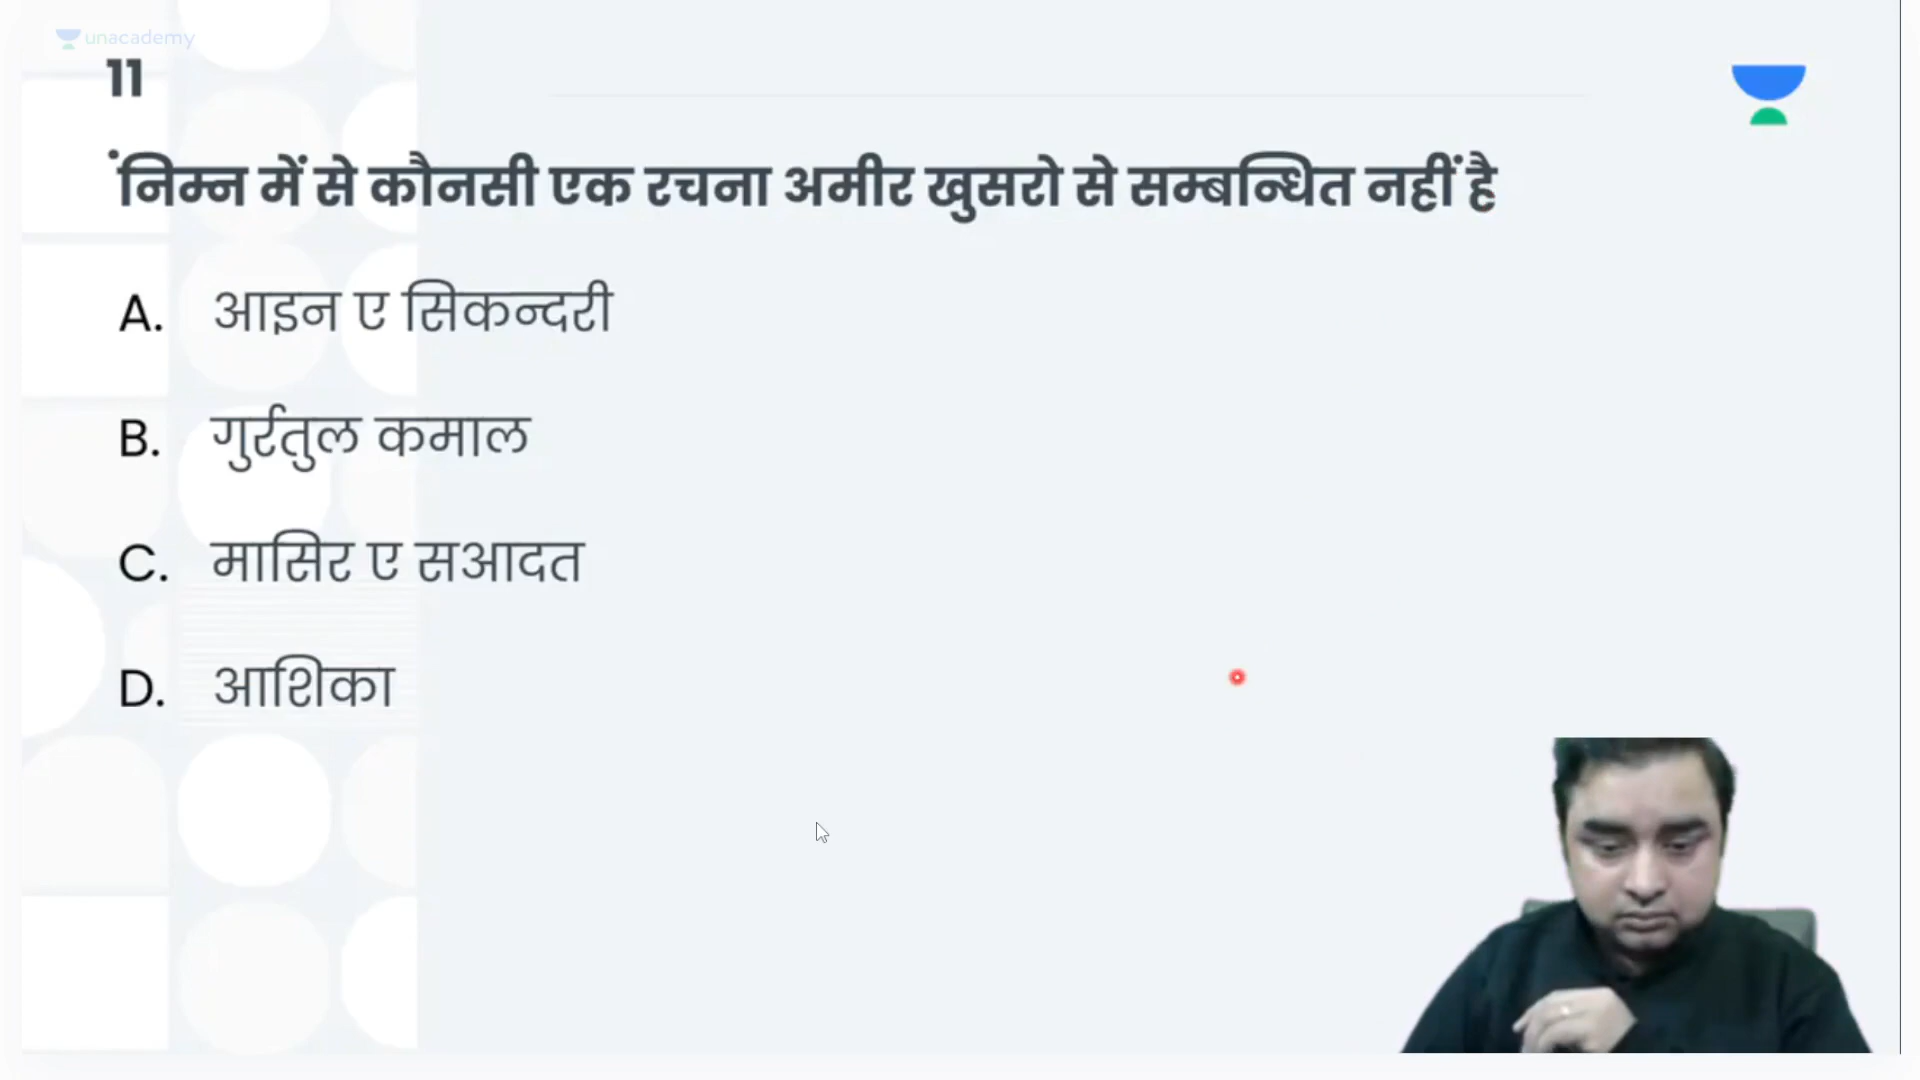 unacademy
11
ंनिम्न में से कौनसी एक रचना अमीर खुसरो से सम्बन्धित नहीं है
A. आइन ए सिकन्दरी
B. गुर्रतुल कमाल
C. मासिर ए सआदत
D. आशिका